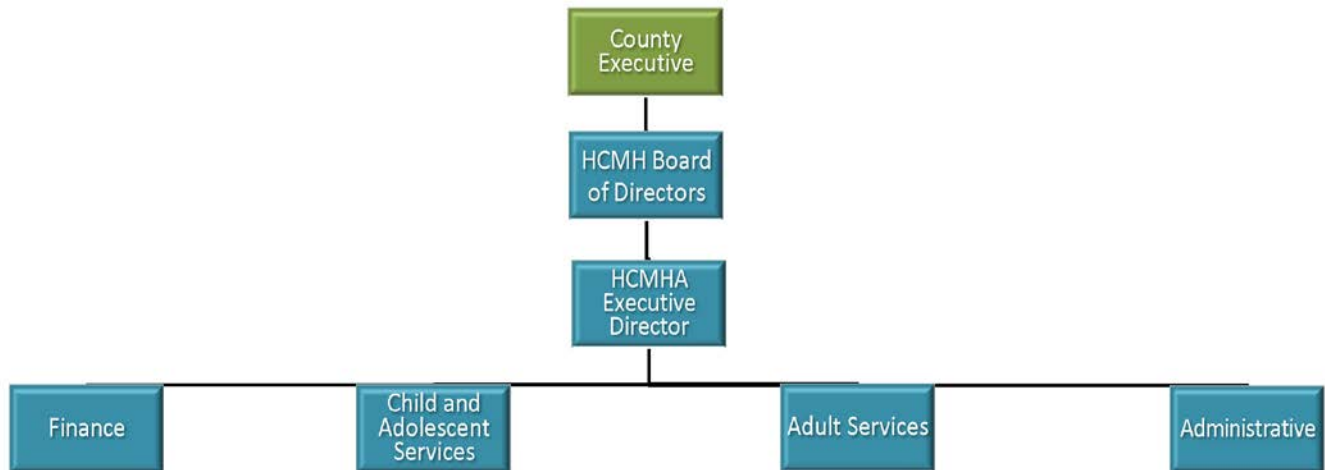 County
Executive
HCMH Board
of Directors
HCMHA
Executive
Director
Finance
Child and
Adolescent
Services
Adult Services
Administrative